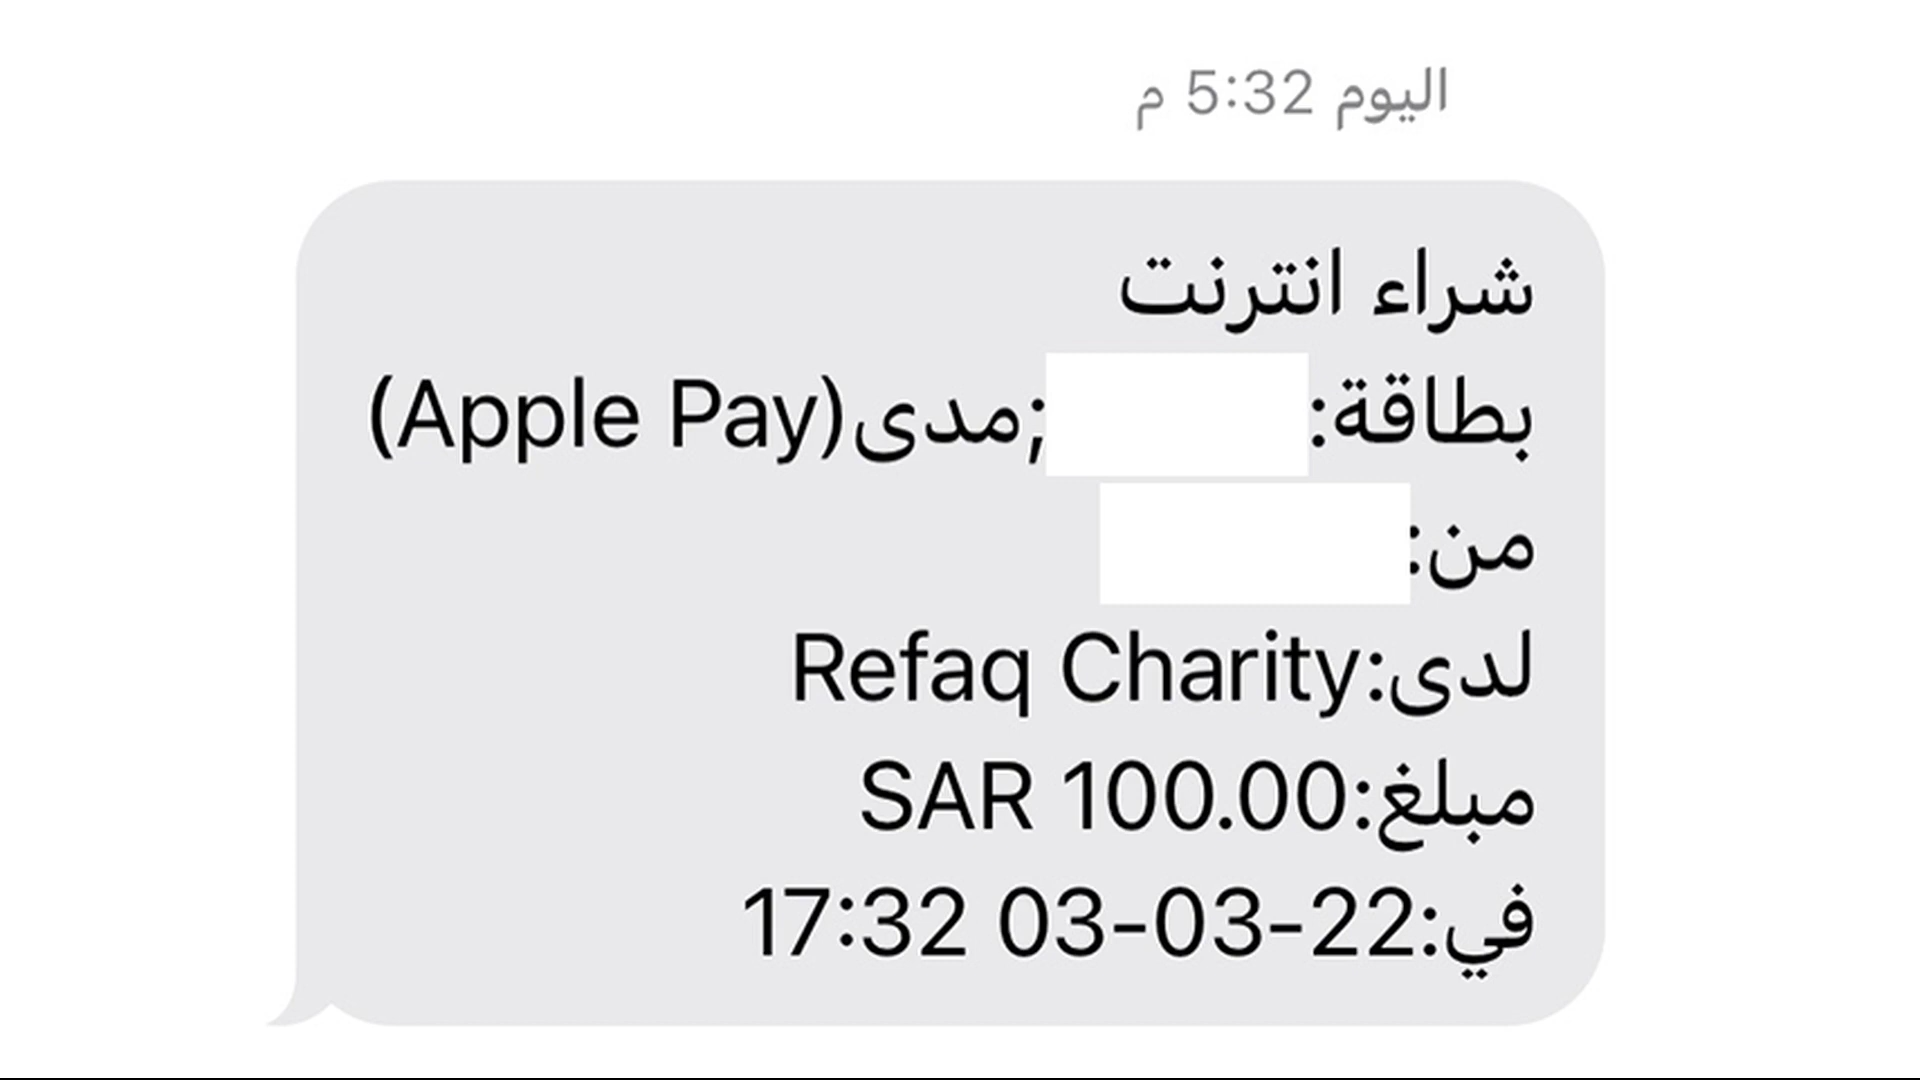 اليوم 5:32 م
شراء انترنت
بطاقة: ;مدى(Apple Pay)
من:
لدى:Refaq Charity
مبلغ:SAR 100.00
في:22-03-03 17:32